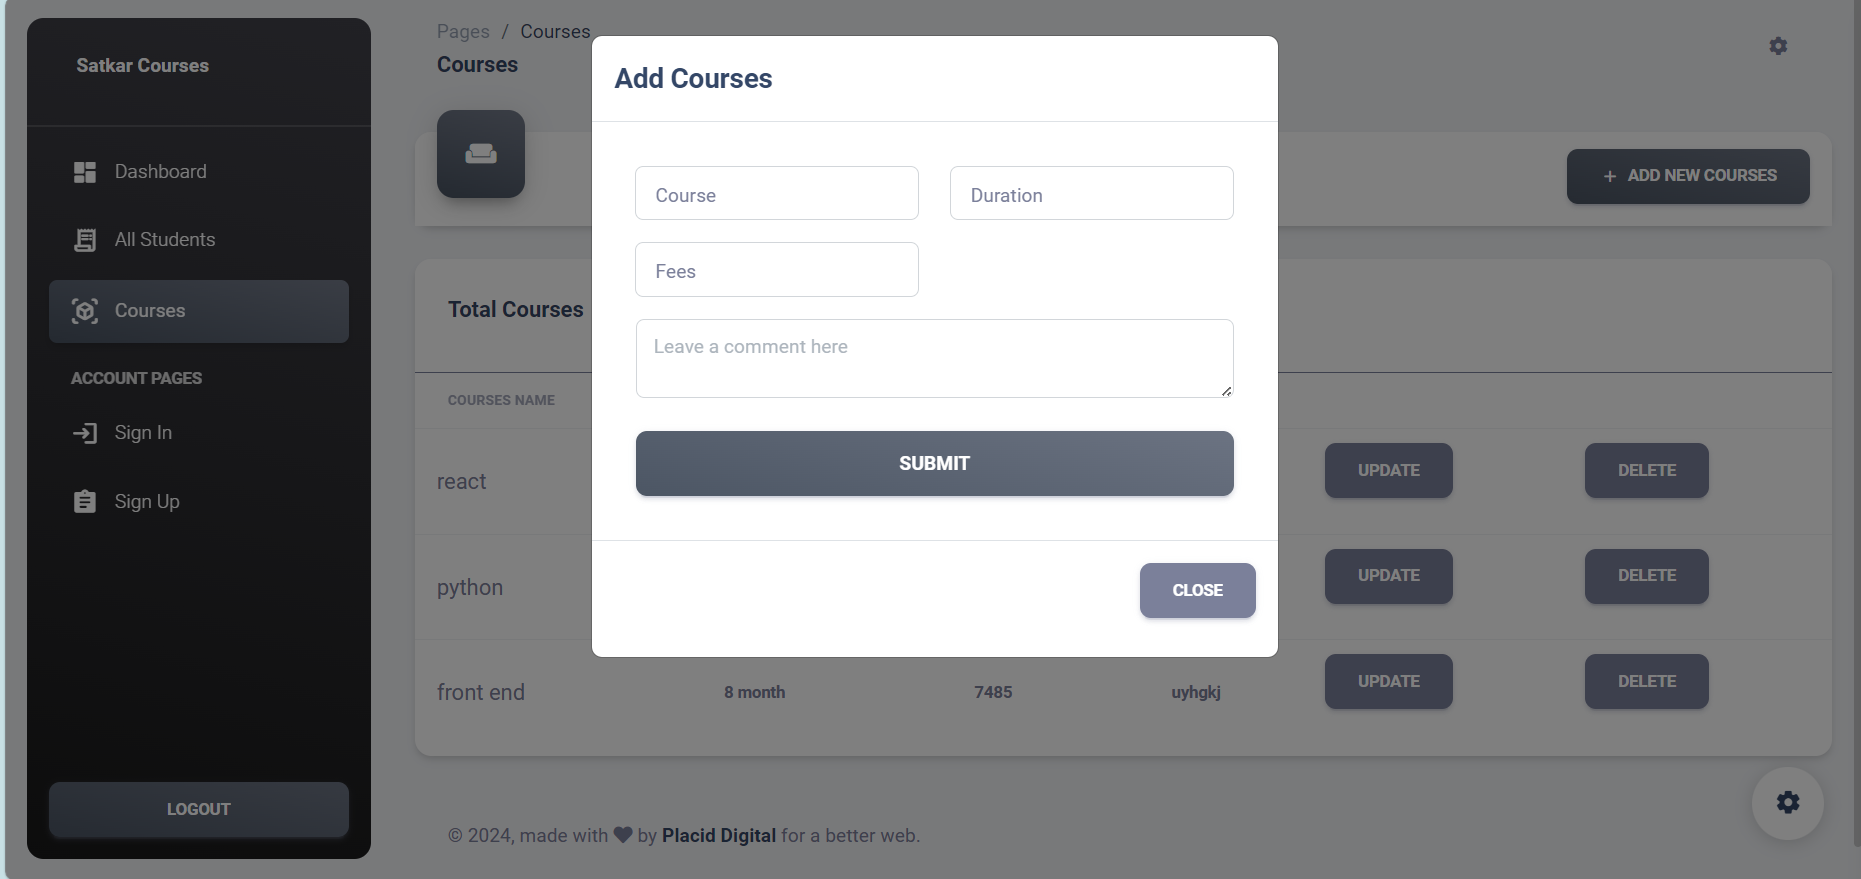 Satkar Courses
Dashboard
All Students
Courses
ACCOUNT PAGES
Sign In
Sign Up
LOGOUT
Pages / Courses
Courses
+ ADD NEW COURSES
Total Courses
COURSES NAME
react
UPDATE
DELETE
python
UPDATE
DELETE
front end
8 month
7485
uyhgkj
UPDATE
DELETE
Add Courses
Course
Duration
Fees
Leave a comment here
SUBMIT
CLOSE
© 2024, made with ♥ by Placid Digital for a better web.